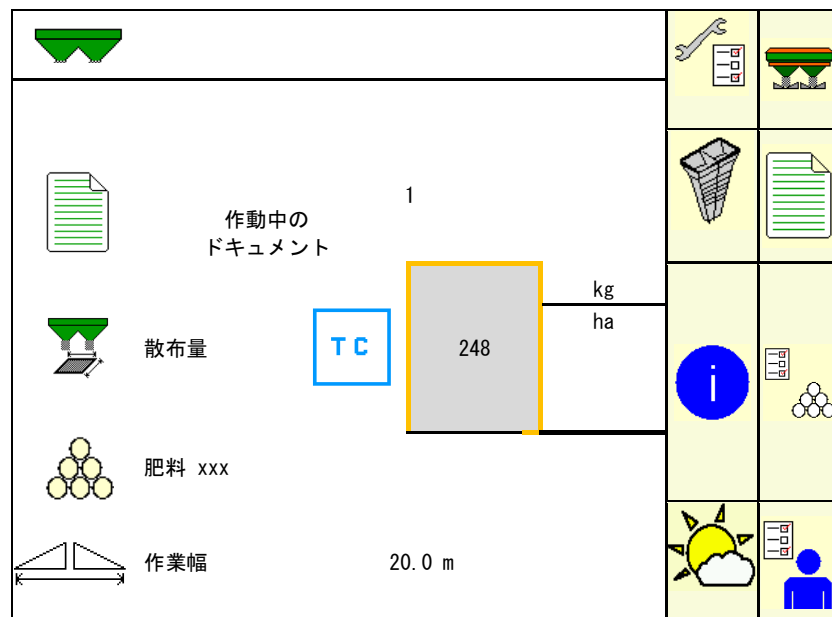 1
作動中の
ドキュメント
kg
ha
散布量
TC
248
i
肥料 xxx
作業幅
20.0 m